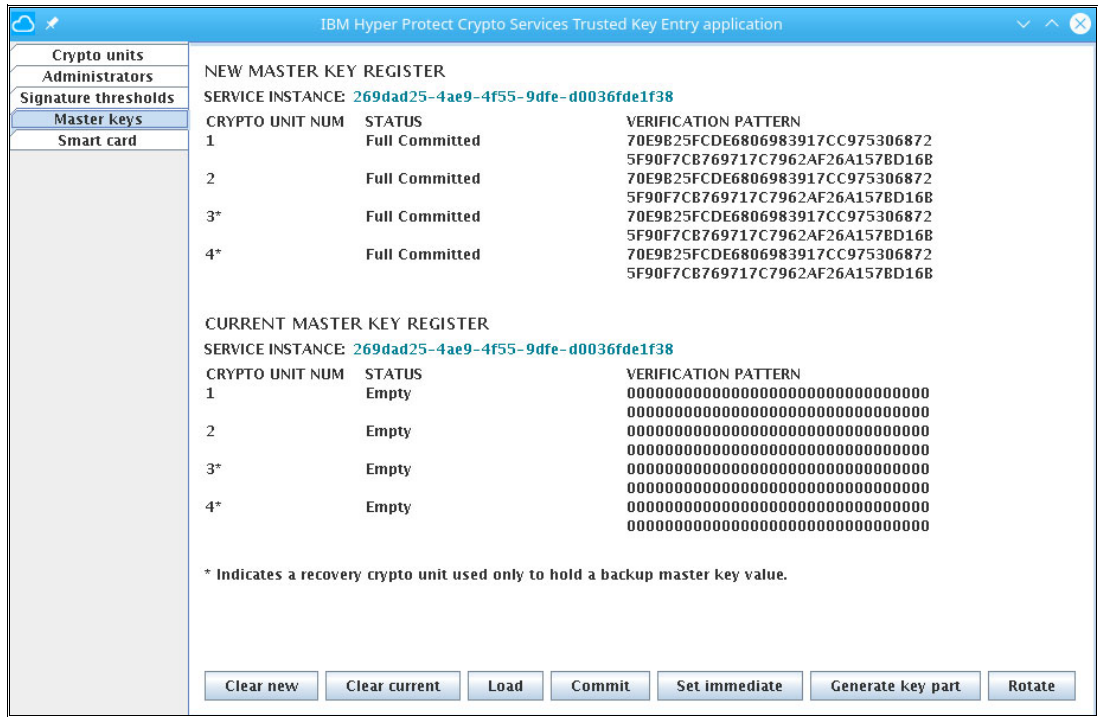 IBM Hyper Protect Crypto Services Trusted Key Entry application
Crypto units
Administrators
Signature thresholds
Master keys
Smart card
NEW MASTER KEY REGISTER
SERVICE INSTANCE: 269dad25-4ae9-4f55-9dfe-d0036fde1f38
CRYPTO UNIT NUM STATUS VERIFICATION PATTERN
1 Full Committed 70E9B25FCDE6806983917CC975306872
5F90F7CB769717C7962AF26A157BD16B
2 Full Committed 70E9B25FCDE6806983917CC975306872
5F90F7CB769717C7962AF26A157BD16B
3* Full Committed 70E9B25FCDE6806983917CC975306872
5F90F7CB769717C7962AF26A157BD16B
4* Full Committed 70E9B25FCDE6806983917CC975306872
5F90F7CB769717C7962AF26A157BD16B
CURRENT MASTER KEY REGISTER
SERVICE INSTANCE: 269dad25-4ae9-4f55-9dfe-d0036fde1f38
CRYPTO UNIT NUM STATUS VERIFICATION PATTERN
1 Empty 00000000000000000000000000000000
00000000000000000000000000000000
2 Empty 00000000000000000000000000000000
00000000000000000000000000000000
3* Empty 00000000000000000000000000000000
00000000000000000000000000000000
4* Empty 00000000000000000000000000000000
00000000000000000000000000000000
* Indicates a recovery crypto unit used only to hold a backup master key value.
Clear new Clear current Load Commit Set immediate Generate key part Rotate